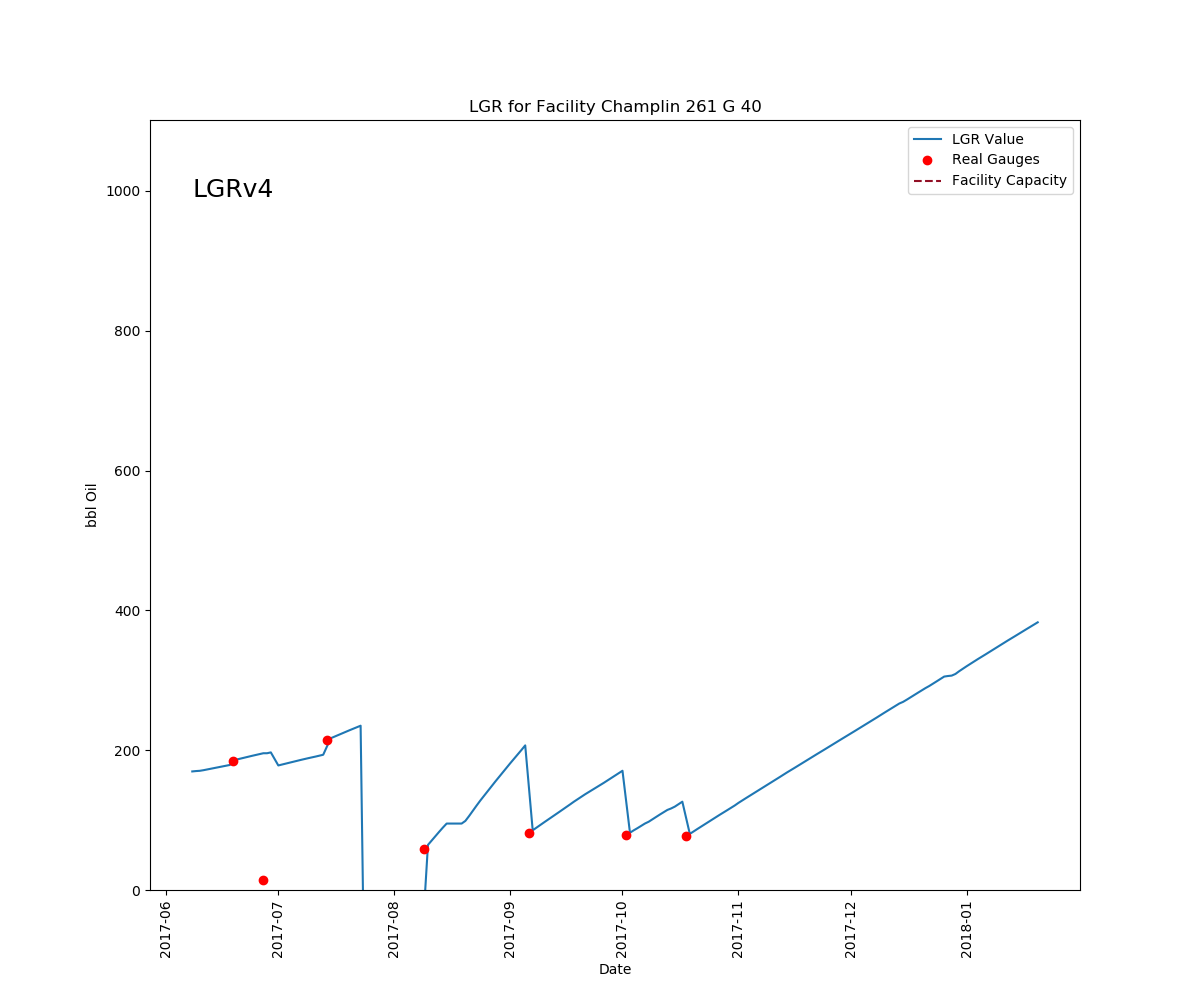 LGR for Facility Champlin 261 G 40
LGRv4
LGR Value
Real Gauges
Facility Capacity
bbl Oil
1000
800
600
400
200
0
2017-06
2017-07
2017-08
2017-09
2017-10
2017-11
2017-12
2018-01
Date